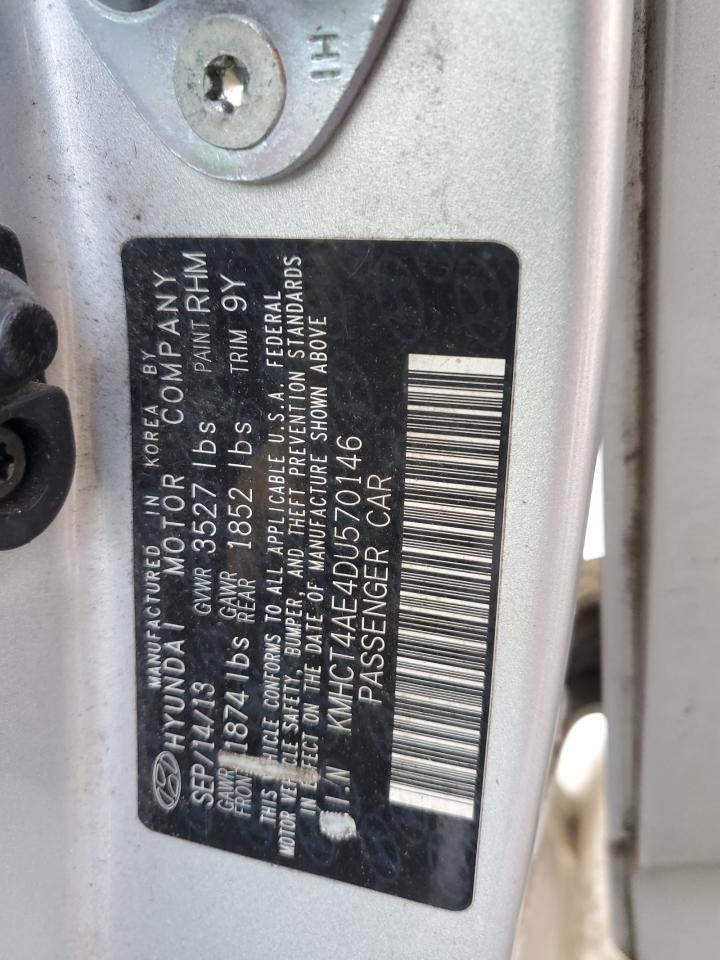 IH
MANUFACTURED IN KOREA BY
HYUNDAI MOTOR COMPANY
SEP/14/13 GVWR 3527 lbs PAINT RHM
GAWR FRONT 1874 lbs GAWR REAR 1852 lbs TRIM 9Y
THIS VEHICLE CONFORMS TO ALL APPLICABLE U.S.A. FEDERAL
MOTOR VEHICLE SAFETY, BUMPER, AND THEFT PREVENTION STANDARDS
IN EFFECT ON THE DATE OF MANUFACTURE SHOWN ABOVE
.I.N KMHCT4AE4DU570146
PASSENGER CAR